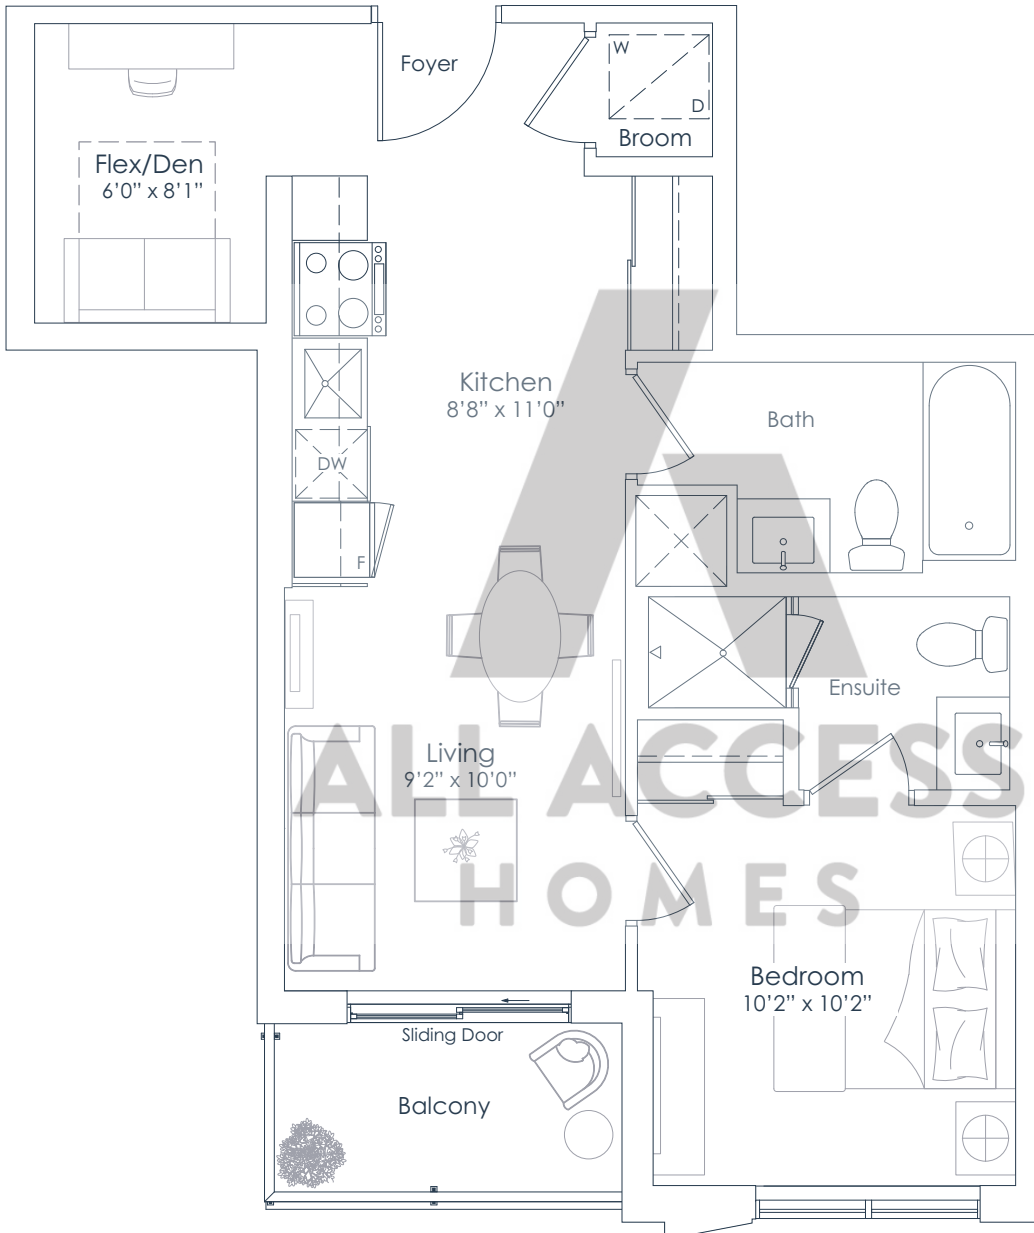 Foyer
W
D
Broom
Flex/Den
6’0” x 8’1”
Kitchen
8’8” x 11’0”
Bath
DW
F
Ensuite
Living
9’2” x 10’0”
ALL ACCESS
HOMES
Bedroom
10’2” x 10’2”
Sliding Door
Balcony